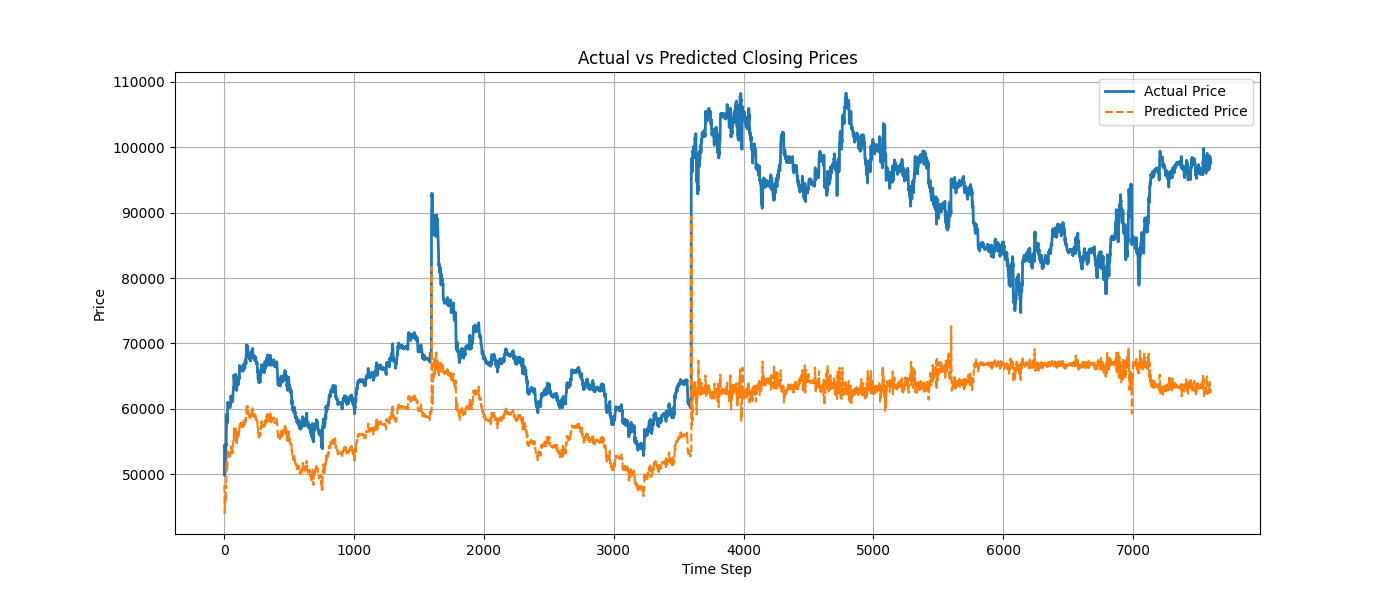 Actual vs Predicted Closing Prices
Actual Price
Predicted Price
110000
100000
90000
80000
70000
60000
50000
Price
0 1000 2000 3000 4000 5000 6000 7000
Time Step